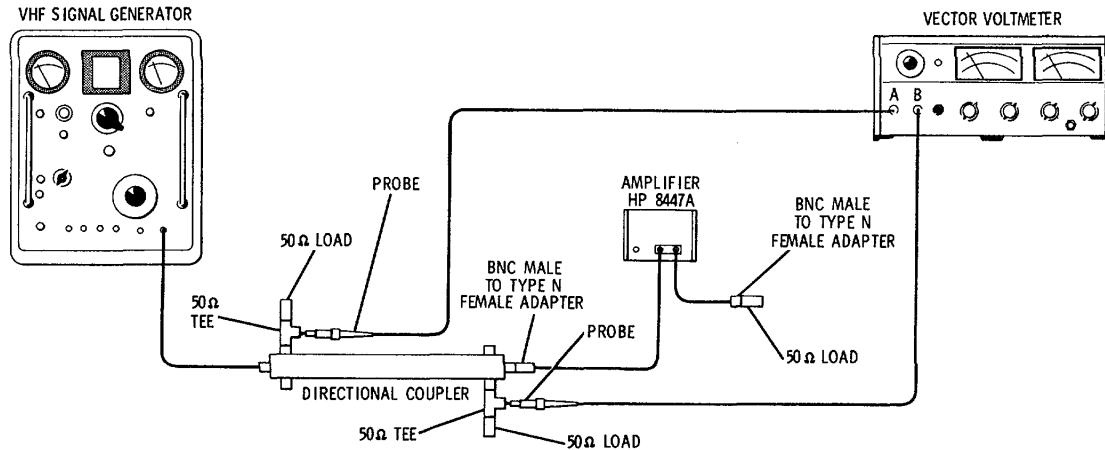 VHF SIGNAL GENERATOR
VECTOR VOLTMETER
A B
PROBE
AMPLIFIER
HP 8447A
BNC MALE
TO TYPE N
FEMALE ADAPTER
50Ω LOAD
BNC MALE
TO TYPE N
FEMALE ADAPTER
50Ω
TEE
PROBE
50Ω LOAD
DIRECTIONAL COUPLER
50Ω TEE
50Ω LOAD